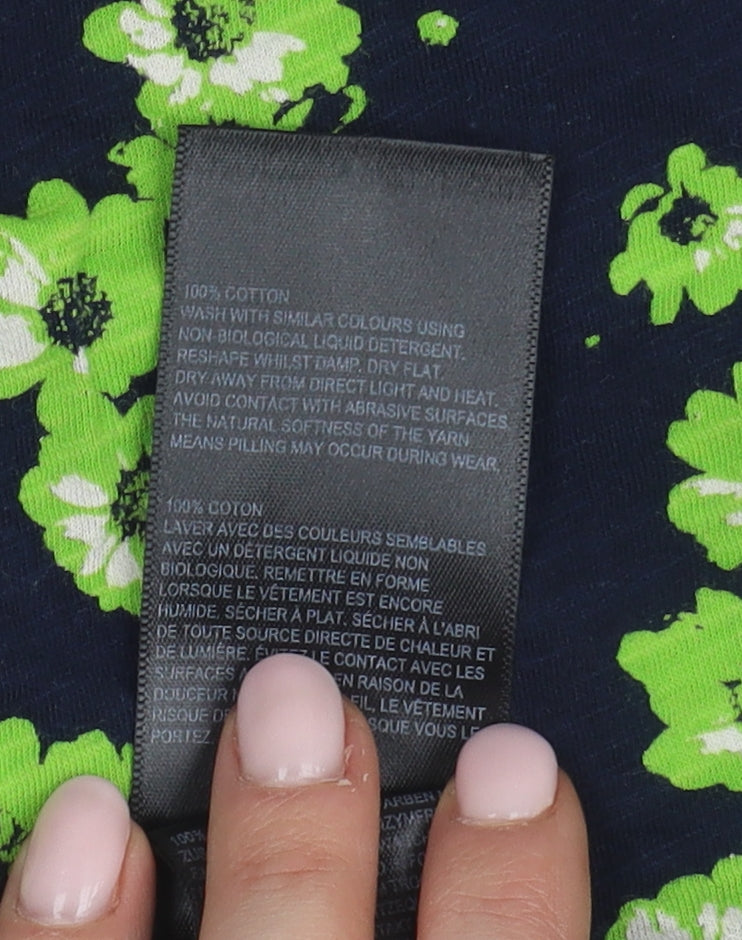 100% COTTON
WASH WITH SIMILAR COLOURS USING
NON-BIOLOGICAL LIQUID DETERGENT.
RESHAPE WHILST DAMP. DRY FLAT.
DRY AWAY FROM DIRECT LIGHT AND HEAT.
AVOID CONTACT WITH ABRASIVE SURFACES.
THE NATURAL SOFTNESS OF THE YARN
MEANS PILLING MAY OCCUR DURING WEAR.
100% COTON
LAVER AVEC DES COULEURS SEMBLABLES
AVEC UN DÉTERGENT LIQUIDE NON
BIOLOGIQUE. REMETTRE EN FORME
LORSQUE LE VÊTEMENT EST ENCORE
HUMIDE. SÉCHER À PLAT. SÉCHER À L'ABRI
DE TOUTE SOURCE DIRECTE DE CHALEUR ET
DE LUMIÈRE. ÉVITEZ LE CONTACT AVEC LES
SURFACES EN RAISON DE LA
DOUCEUR LE VÊTEMENT
RISQUE VOUS LE
PORTEZ.
100%